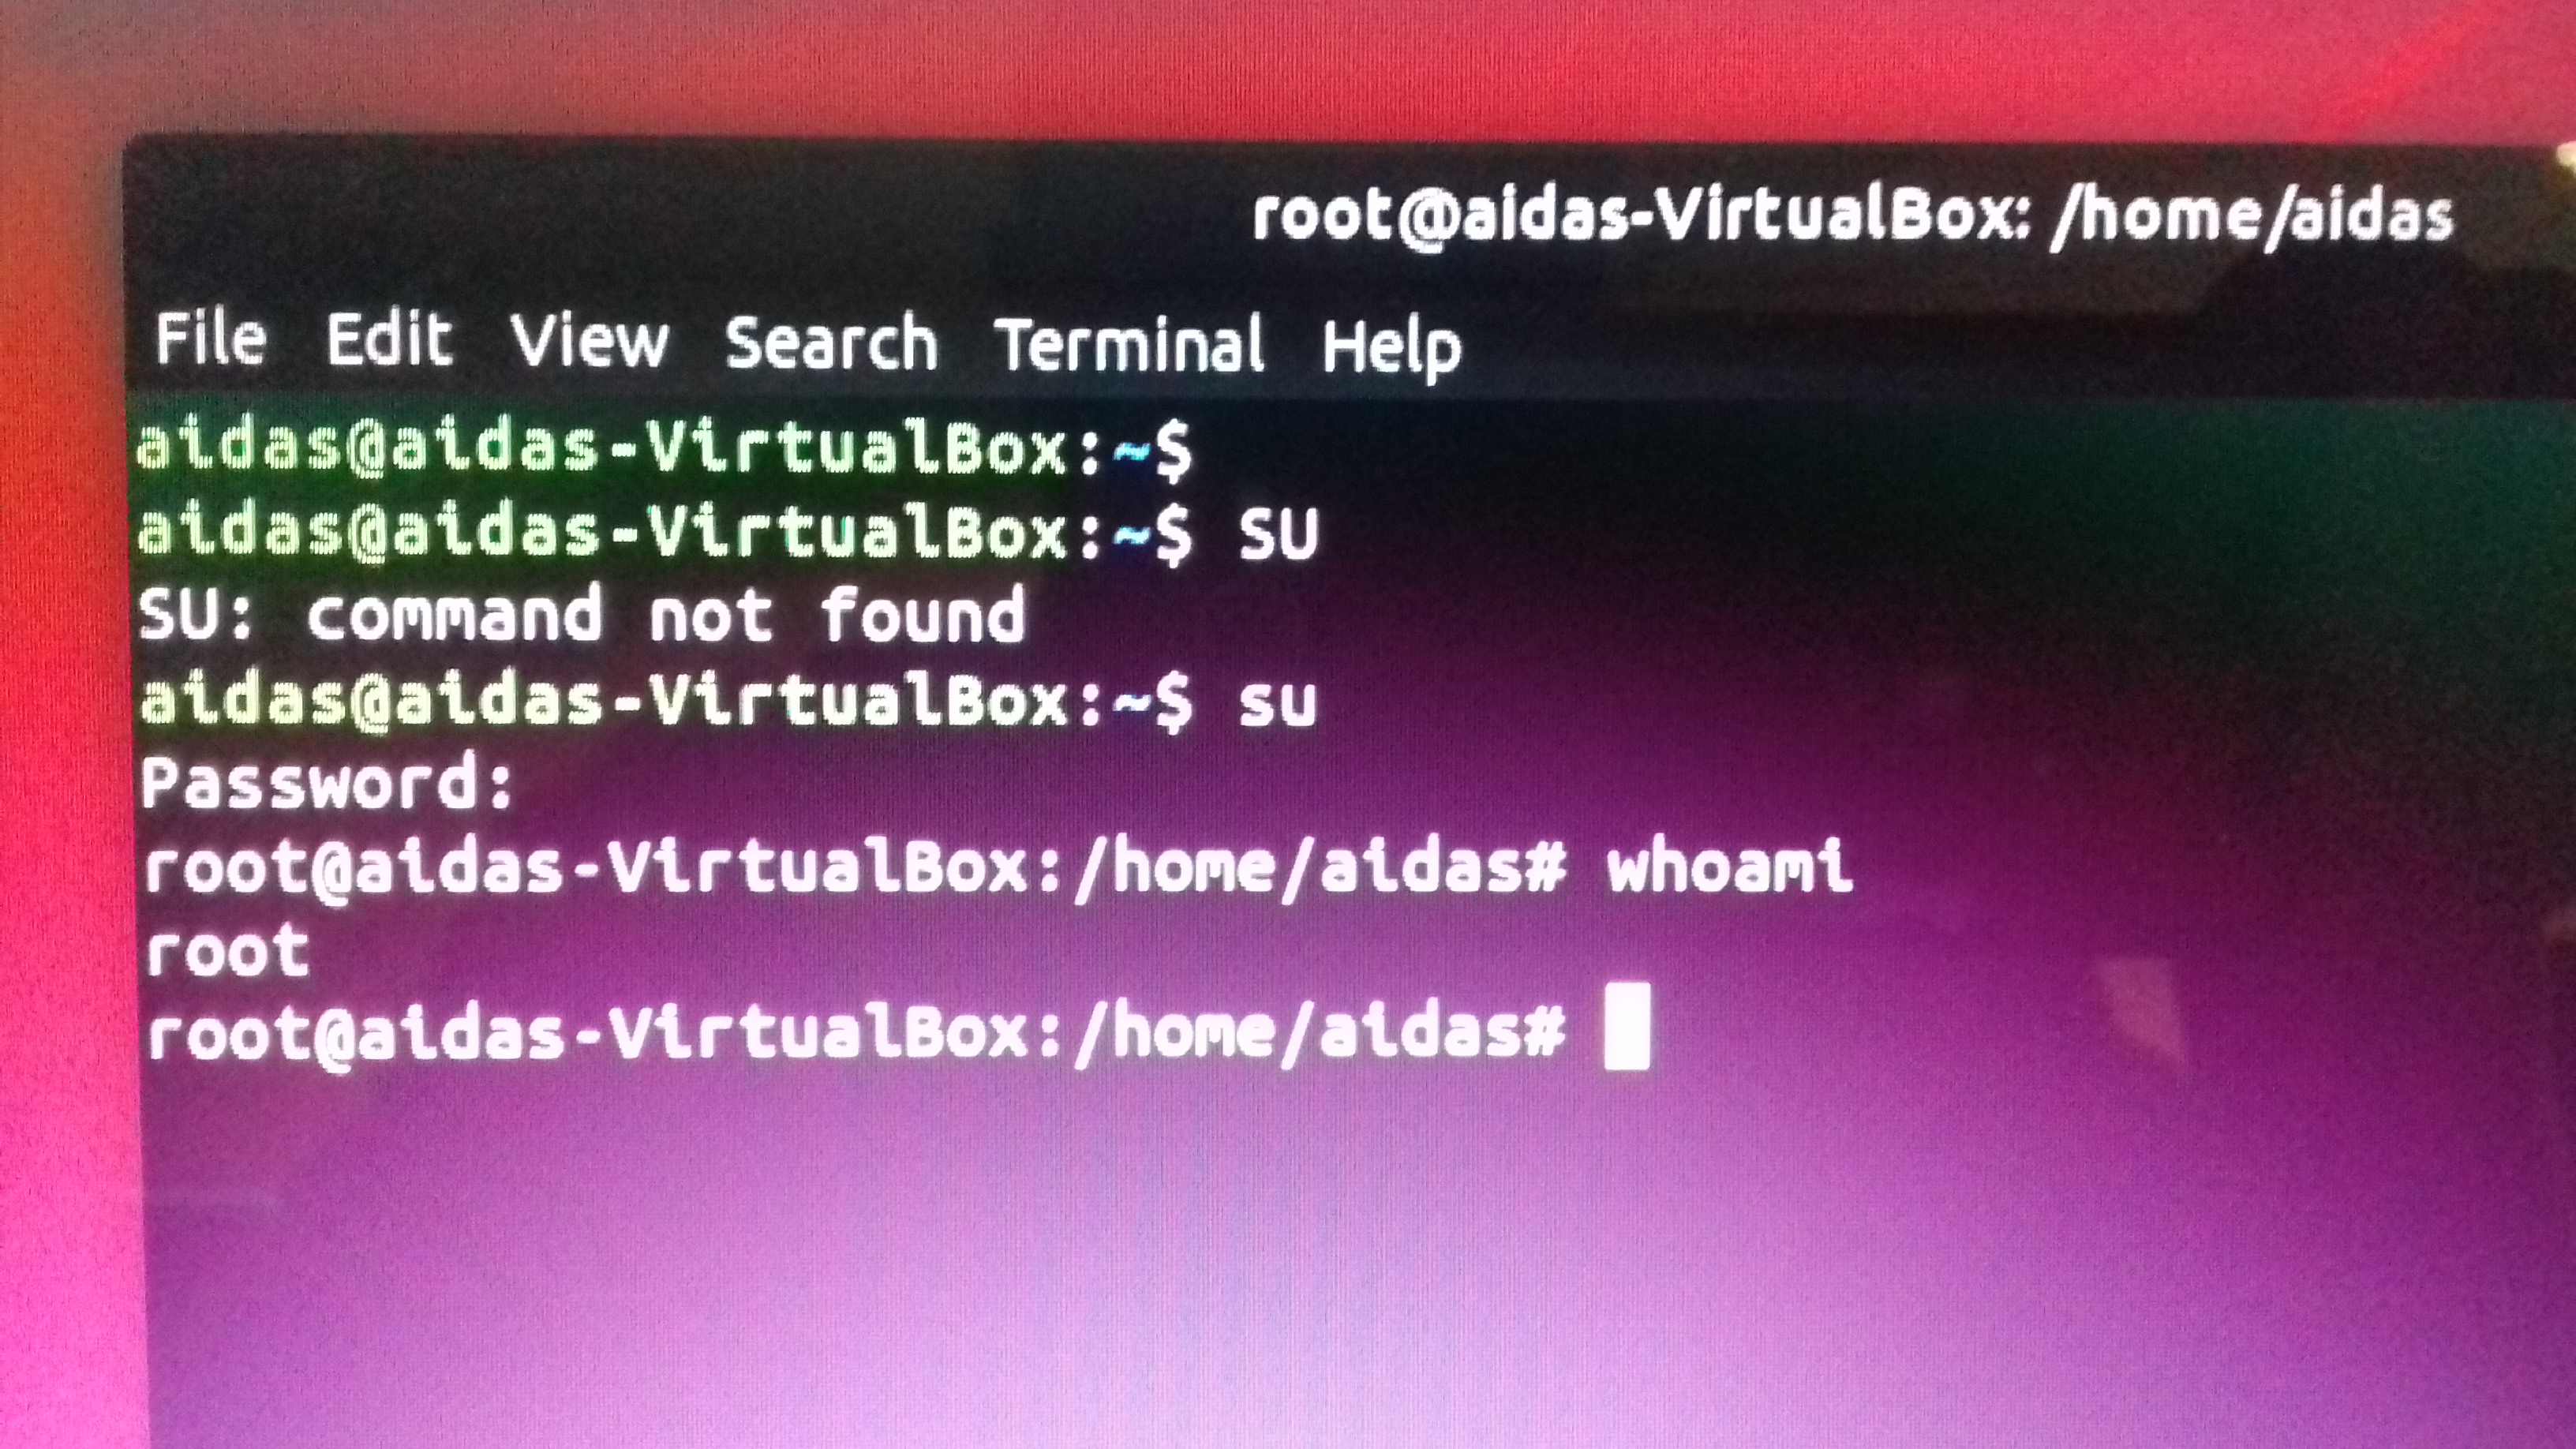 root@aidas-VirtualBox: /home/aidas
File Edit View Search Terminal Help
aidas@aidas-VirtualBox:~$
aidas@aidas-VirtualBox:~$ SU
SU: command not found
aidas@aidas-VirtualBox:~$ su
Password:
root@aidas-VirtualBox:/home/aidas# whoami
root
root@aidas-VirtualBox:/home/aidas#